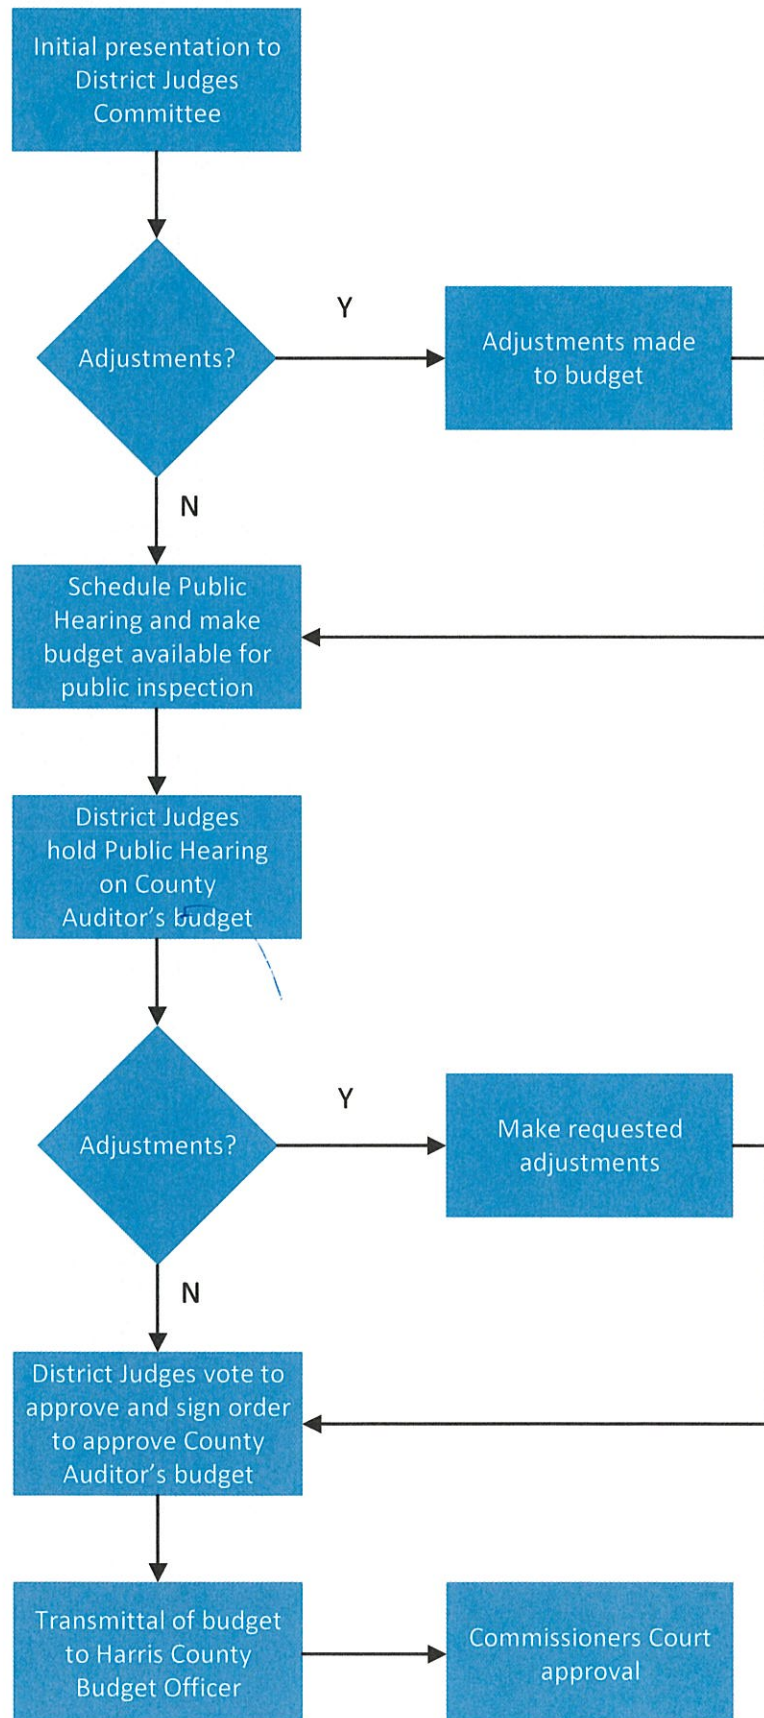 Initial presentation to
District Judges
Committee
Adjustments?
Y
Adjustments made
to budget
N
Schedule Public
Hearing and make
budget available for
public inspection
District Judges
hold Public Hearing
on County
Auditor's budget
Adjustments?
Y
Make requested
adjustments
N
District Judges vote to
approve and sign order
to approve County
Auditor's budget
Transmittal of budget
to Harris County
Budget Officer
Commissioners Court
approval